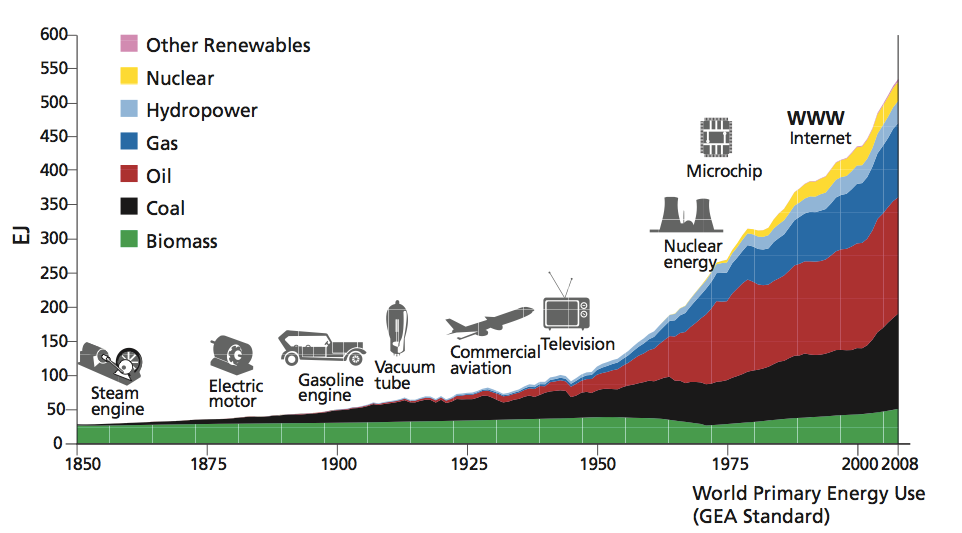 600
550
500
450
400
350
300
250
200
150
100
50
0
EJ
Other Renewables
Nuclear
Hydropower
Gas
Oil
Coal
Biomass
Steam
engine
Electric
motor
Gasoline
engine
Vacuum
tube
Commercial
aviation
Television
Nuclear
energy
Microchip
WWW
Internet
1850 1875 1900 1925 1950 1975 2000 2008
World Primary Energy Use
(GEA Standard)